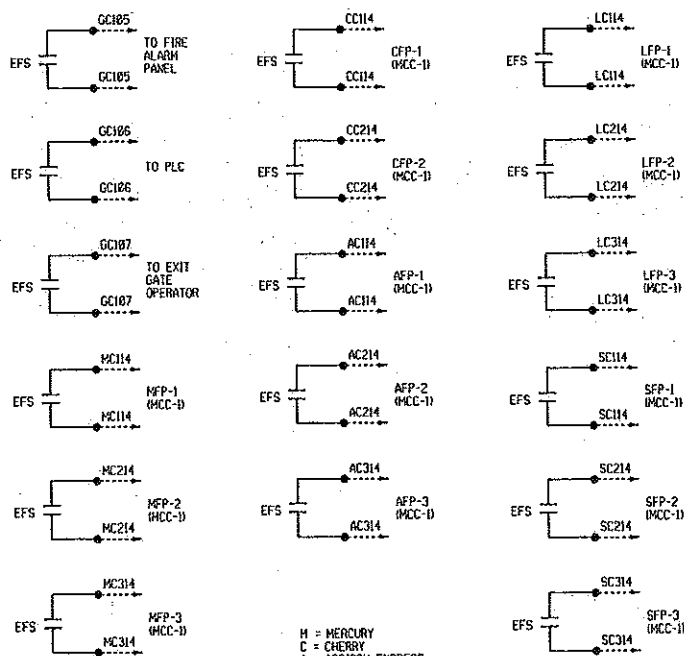 GC105
EFS
TO FIRE
ALARM
PANEL
GC105
GC106
EFS
TO PLC
GC106
GC107
EFS
TO EXIT
GATE
OPERATOR
GC107
MC114
EFS
MFP-1
(MCC-1)
MC114
MC214
EFS
MFP-2
(MCC-1)
MC214
MC314
EFS
MFP-3
(MCC-1)
MC314
CC114
EFS
CFP-1
(MCC-1)
CC114
CC214
EFS
CFP-2
(MCC-1)
CC214
AC114
EFS
AFP-1
(MCC-1)
AC114
AC214
EFS
AFP-2
(MCC-1)
AC214
AC314
EFS
AFP-3
(MCC-1)
AC314
M = MERCURY
C = CHERRY
LC114
EFS
LFP-1
(MCC-1)
LC114
LC214
EFS
LFP-2
(MCC-1)
LC214
LC314
EFS
LFP-3
(MCC-1)
LC314
SC114
EFS
SFP-1
(MCC-1)
SC114
SC214
EFS
SFP-2
(MCC-1)
SC214
SC314
EFS
SFP-3
(MCC-1)
SC314